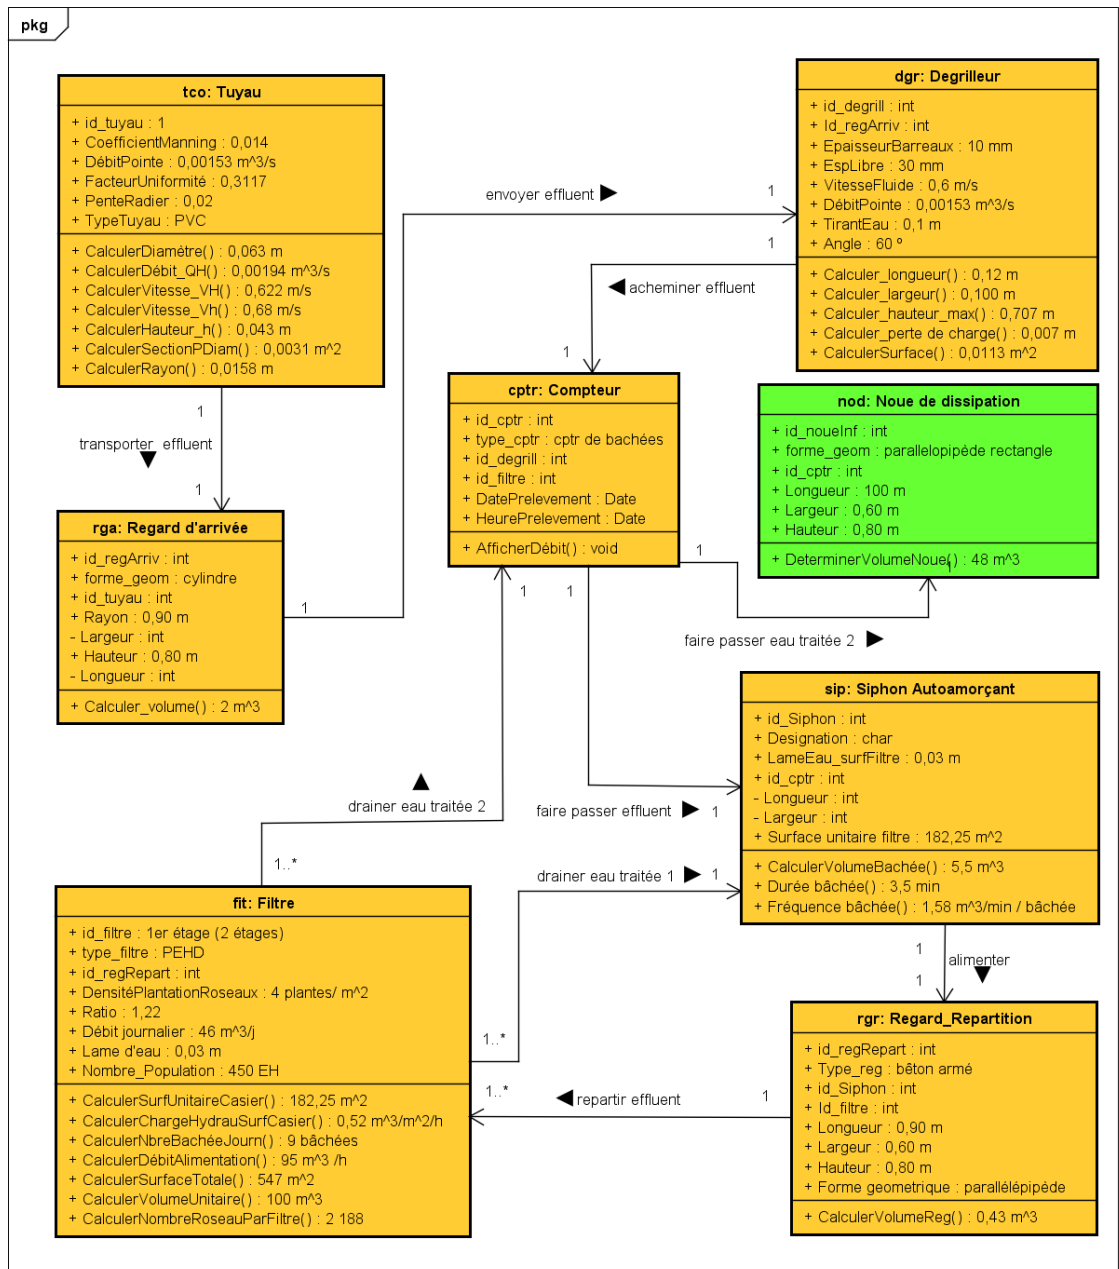 pkg
tco: Tuyau
+ id_tuyau : 1
+ CoefficientManning : 0,014
+ DébitPointe : 0,00153 m^3/s
+ FacteurUniformité : 0,3117
+ PenteRadier : 0,02
+ TypeTuyau : PVC
+ CalculerDiamétre() : 0,063 m
+ CalculerDébit_QH() : 0,00194 m^3/s
+ CalculerVitesse_VH() : 0,622 m/s
+ CalculerVitesse_Vh() : 0,68 m/s
+ CalculerHauteur_h() : 0,043 m
+ CalculerSectionPDiam() : 0,0031 m^2
+ CalculerRayon() : 0,0158 m
dgr: Degrilleur
+ id_degrill : int
+ Id_regArriv : int
+ EpaisseurBarreaux : 10 mm
+ EspLibre : 30 mm
+ VitesseFluide : 0,6 m/s
+ DébitPointe : 0,00153 m^3/s
+ TirantEau : 0,1 m
+ Angle : 60 º
+ Calculer_longueur() : 0,12 m
+ Calculer_largeur() : 0,100 m
+ Calculer_hauteur_max() : 0,707 m
+ Calculer_perte de charge() : 0,007 m
+ CalculerSurface() : 0,0113 m^2
envoyer effluent
1
1
acheminer effluent
1
cptr: Compteur
+ id_cptr : int
+ type_cptr : cptr de bachées
+ id_degrill : int
+ id_filtre : int
+ DatePrelevement : Date
+ HeurePrelevement : Date
+ AfficherDébit() : void
nod: Noue de dissipation
+ id_noueInf : int
+ forme_geom : parallelopipéde rectangle
+ id_cptr : int
+ Longueur : 100 m
+ Largeur : 0,60 m
+ Hauteur : 0,80 m
+ DeterminerVolumeNoue() : 48 m^3
1
transporter effluent
1
rga: Regard d'arrivée
+ id_regArriv : int
+ forme_geom : cylindre
+ id_tuyau : int
+ Rayon : 0,90 m
- Largeur : int
+ Hauteur : 0,80 m
- Longueur : int
+ Calculer_volume() : 2 m^3
1
1
1
1
1
faire passer eau traitée 2
sip: Siphon Autoamorçant
+ id_Siphon : int
+ Designation : char
+ LameEau_surfFiltre : 0,03 m
+ id_cptr : int
- Longueur : int
- Largeur : int
+ Surface unitaire filtre : 182,25 m^2
+ CalculerVolumeBachée() : 5,5 m^3
+ Durée bâchée() : 3,5 min
+ Fréquence bâchée() : 1,58 m^3/min / bâchée
drainer eau traitée 2
faire passer effluent
1
1..*
drainer eau traitée 1
1
fit: Filtre
+ id_filtre : 1er étage (2 étages)
+ type_filtre : PEHD
+ id_regRepart : int
+ DensitéPlantationRoseaux : 4 plantes/ m^2
+ Ratio : 1,22
+ Débit journalier : 46 m^3/j
+ Lame d'eau : 0,03 m
+ Nombre_Population : 450 EH
+ CalculerSurfUnitaireCasier() : 182,25 m^2
+ CalculerChargeHydrauSurfCasier() : 0,52 m^3/m^2/h
+ CalculerNbreBachéeJourn() : 9 bâchées
+ CalculerDébitAlimentation() : 95 m^3 /h
+ CalculerSurfaceTotale() : 547 m^2
+ CalculerVolumeUnitaire() : 100 m^3
+ CalculerNombreRoseauParFiltre() : 2 188
1..*
1
alimenter
1
1..*
repartir effluent
1
rgr: Regard_Repartition
+ id_regRepart : int
+ Type_reg : bêton armé
+ id_Siphon : int
+ Id_filtre : int
+ Longueur : 0,90 m
+ Largeur : 0,60 m
+ Hauteur : 0,80 m
+ Forme geometrique : parallélépipède
+ CalculerVolumeReg() : 0,43 m^3